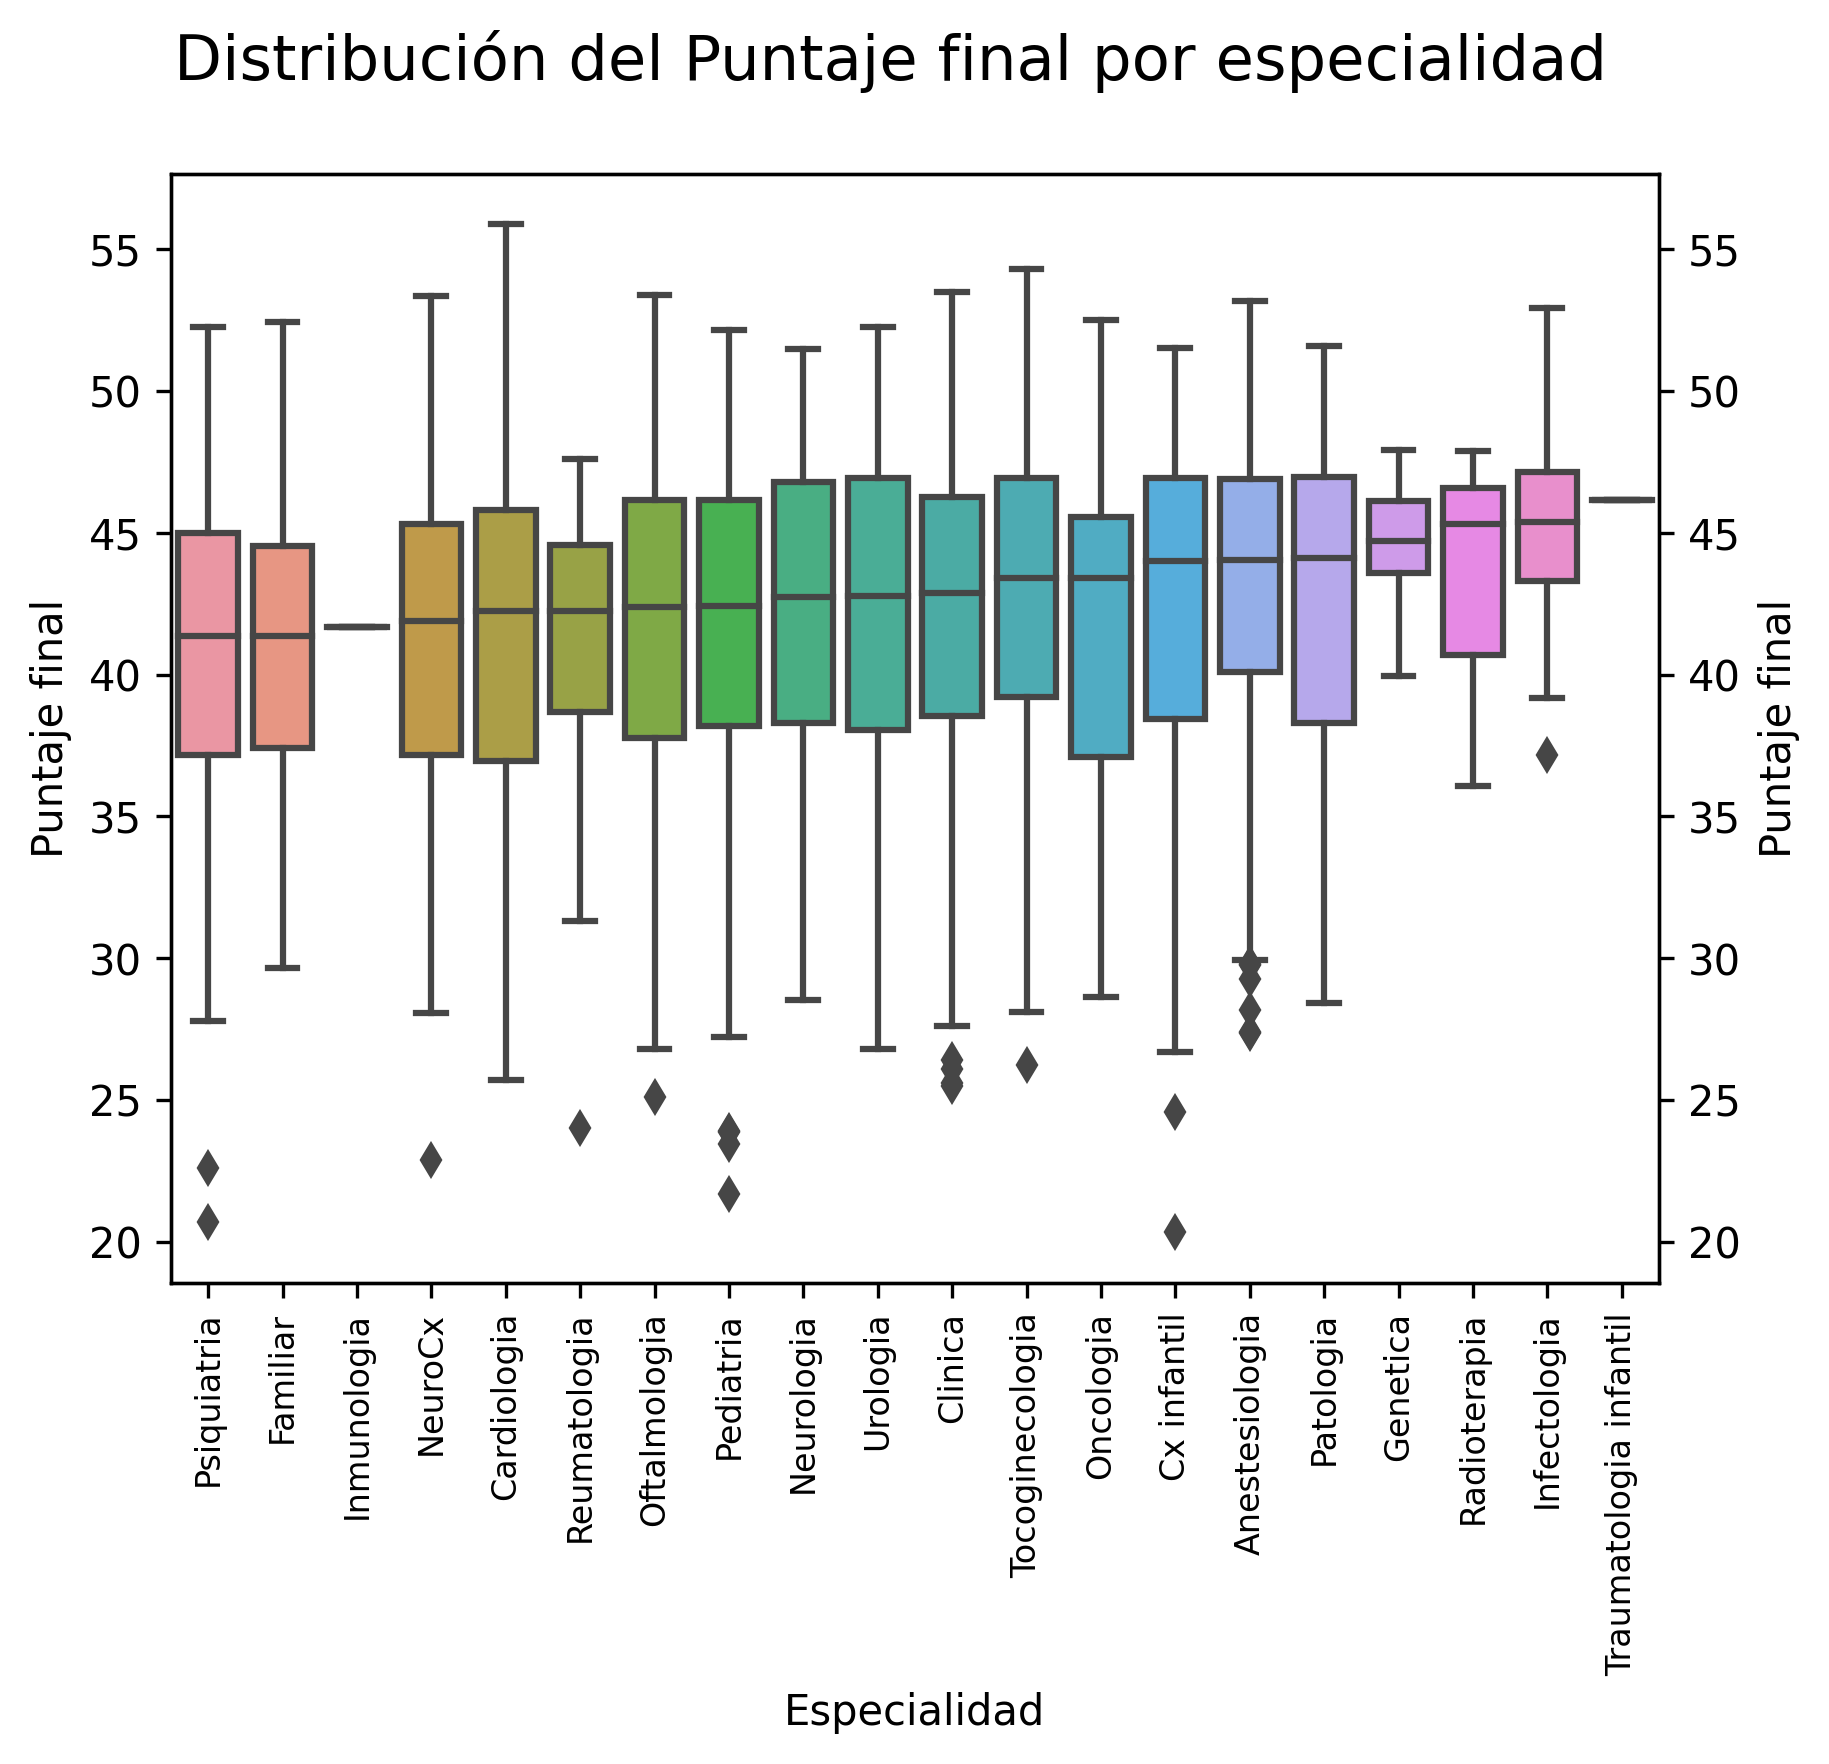 Distribución del Puntaje final por especialidad
Puntaje final
55
50
45
40
35
30
25
20
55
50
45
40
35
30
25
20
Puntaje final
Psiquiatria
Familiar
Inmunologia
NeuroCx
Cardiologia
Reumatologia
Oftalmologia
Pediatria
Neurologia
Urologia
Clinica
Tocoginecologia
Oncologia
Cx infantil
Anestesiologia
Patologia
Genetica
Radioterapia
Infectologia
Traumatologia infantil
Especialidad